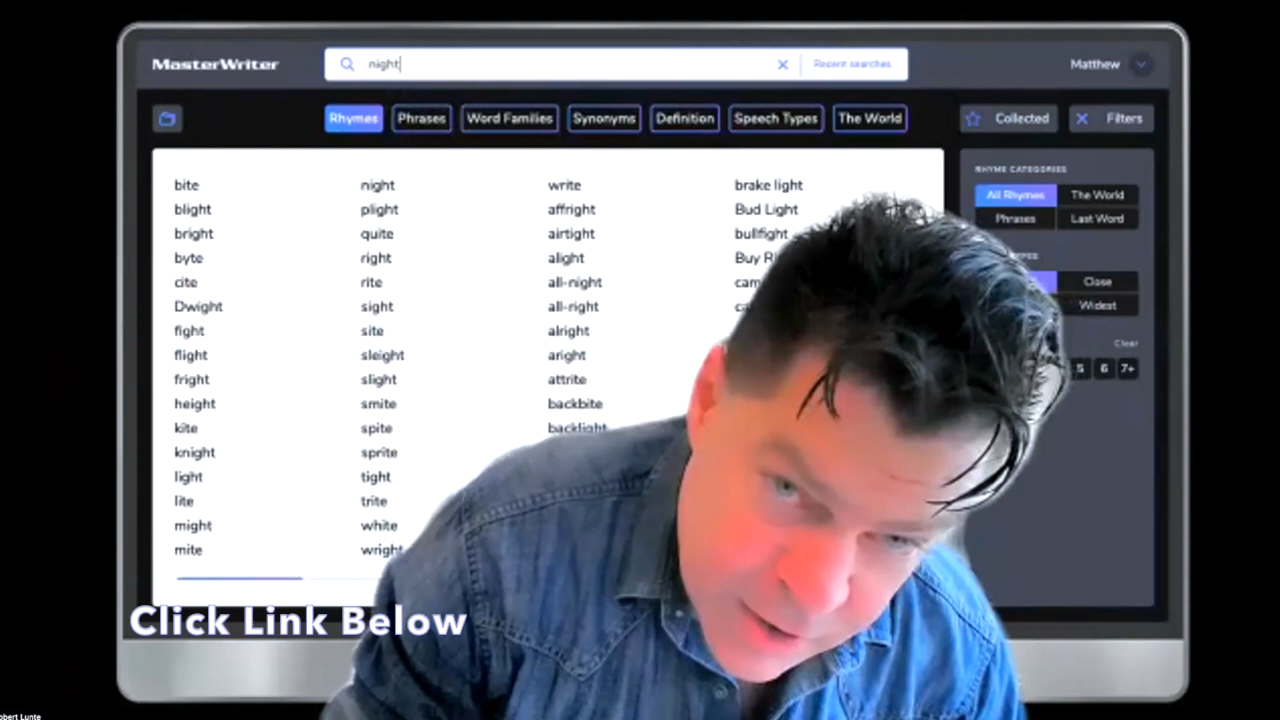 MasterWriter
night
Recent searches
Matthew
Rhymes
Phrases
Word Families
Synonyms
Definition
Speech Types
The World
Collected
Filters
bite
blight
bright
byte
cite
Dwight
fight
flight
fright
height
kite
knight
light
lite
might
mite
night
plight
quite
right
rite
sight
site
sleight
slight
smite
spite
sprite
tight
trite
white
wright
write
affright
airtight
alight
all-night
all-right
alright
aright
attrite
backbite
backlight
brake light
Bud Light
bullfight
Buy
RHYME CATEGORIES
All Rhymes
The World
Phrases
Last Word
Close
Widest
Clear
5
6
7+
Click Link Below
obert Lunte